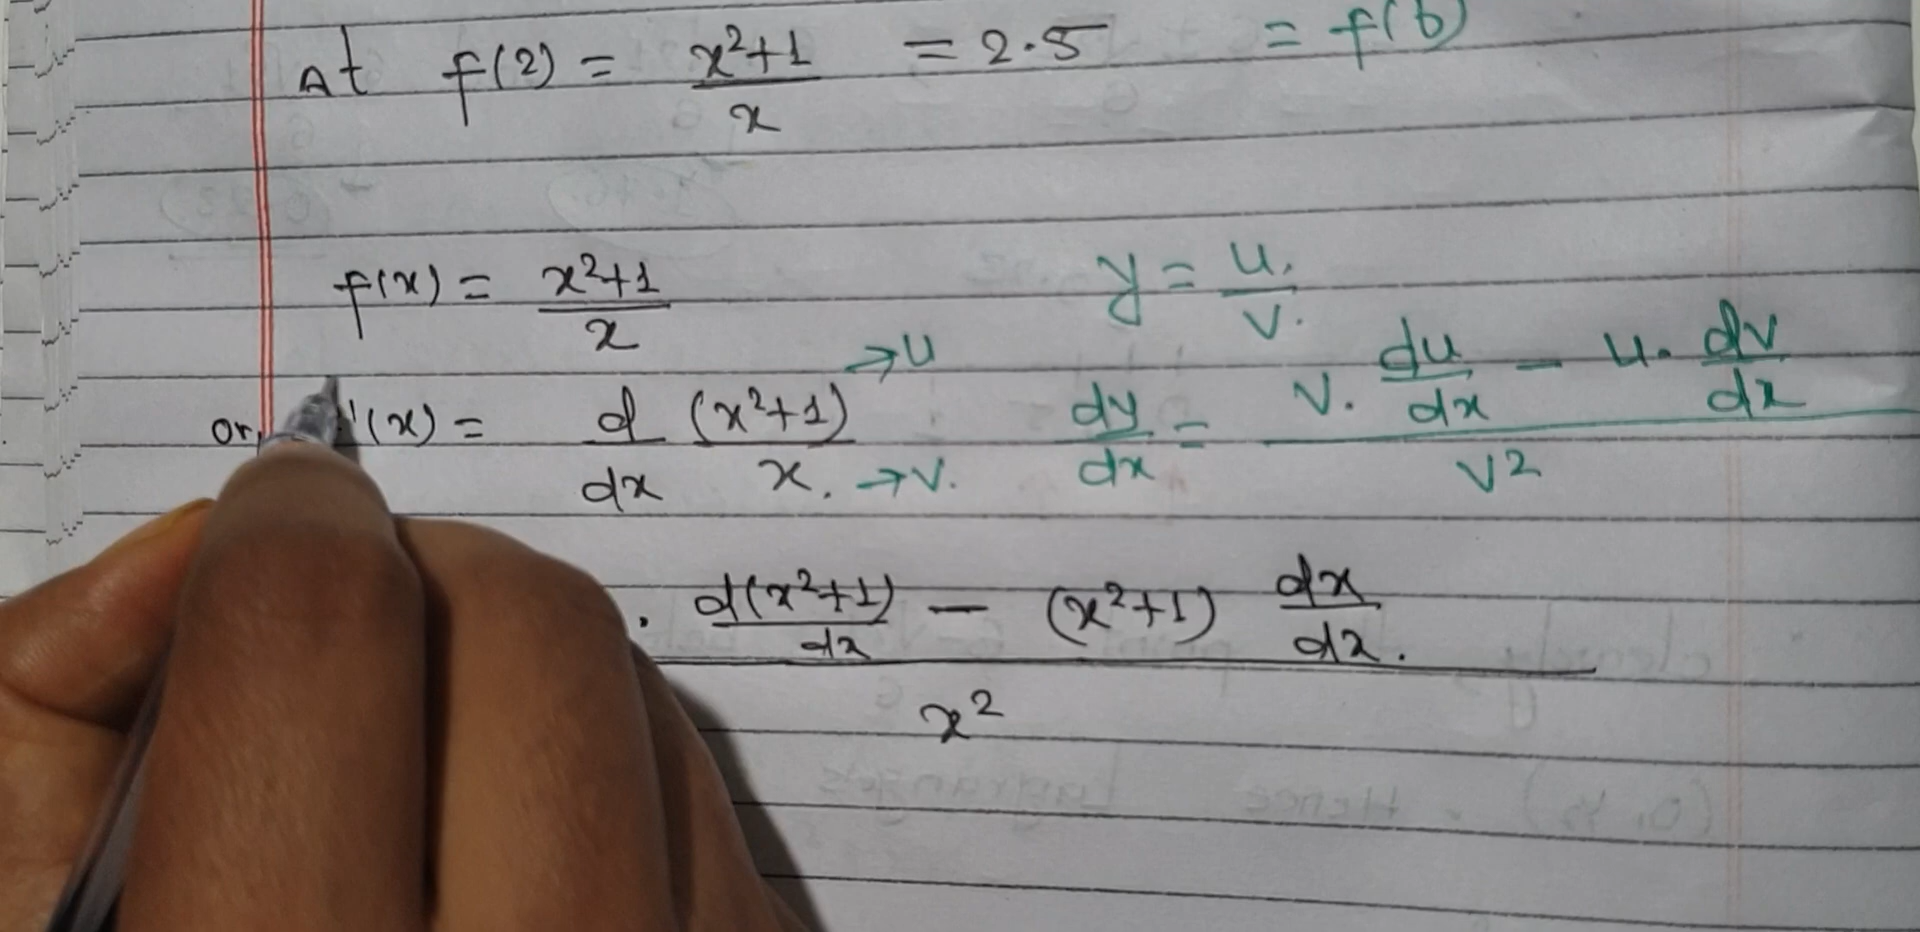 At f(2) = x²+1 / x = 2.5 = f(b)
f(x) = x²+1 / x
y = u. / v.
or, '(x) = d/dx (x²+1) / x. →u →v.
dy/dx = v. du/dx - u. dv/dx / v²
. d(x²+1)/dx - (x²+1) dx/dx. / x²